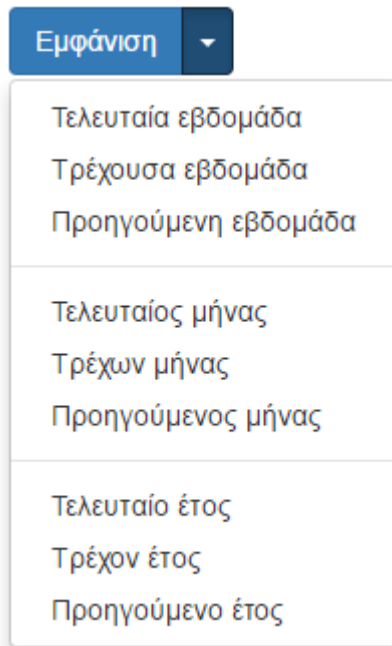 Εμφάνιση
Τελευταία εβδομάδα
Τρέχουσα εβδομάδα
Προηγούμενη εβδομάδα
Τελευταίος μήνας
Τρέχων μήνας
Προηγούμενος μήνας
Τελευταίο έτος
Τρέχον έτος
Προηγούμενο έτος